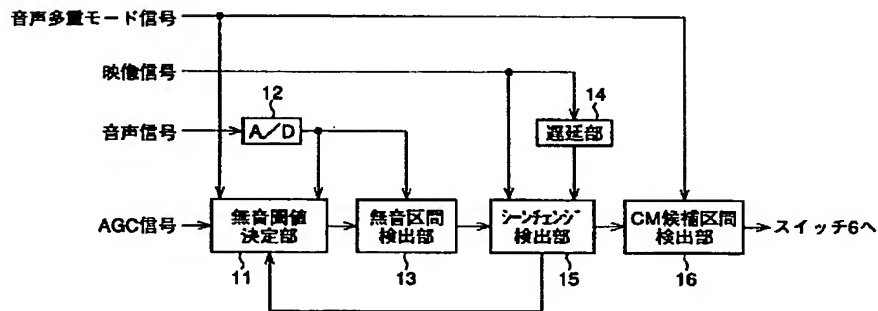 音声多重モード信号
映像信号
音声信号
12
A/D
14
遅延部
AGC信号
無音閾値
決定部
11
無音区間
検出部
13
シーンチェンジ
検出部
15
CM候補区間
検出部
16
スイッチ6へ